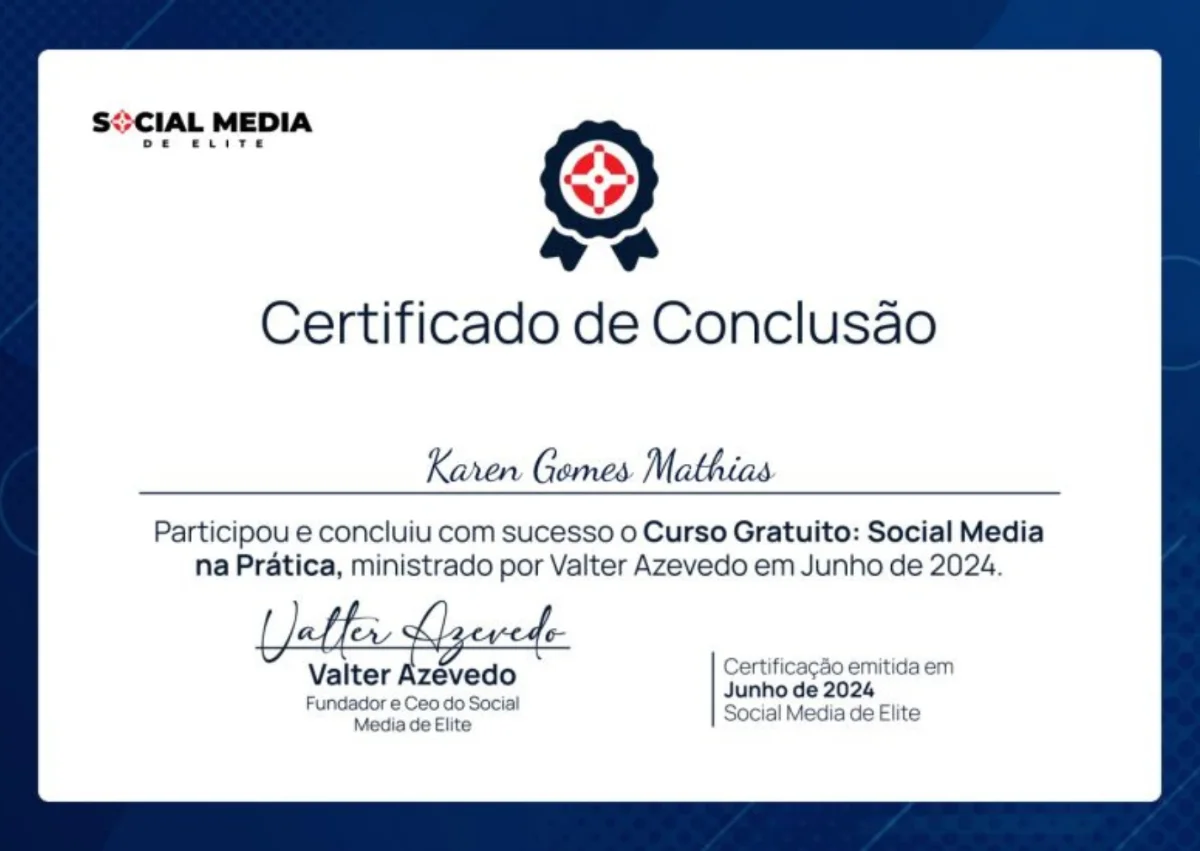 SOCIAL MEDIA
DE ELITE
Certificado de Conclusão
Karen Gomes Mathias
Participou e concluiu com sucesso o Curso Gratuito: Social Media
na Prática, ministrado por Valter Azevedo em Junho de 2024.
Valter Azevedo
Valter Azevedo
Fundador e Ceo do Social
Media de Elite
Certificação emitida em
Junho de 2024
Social Media de Elite